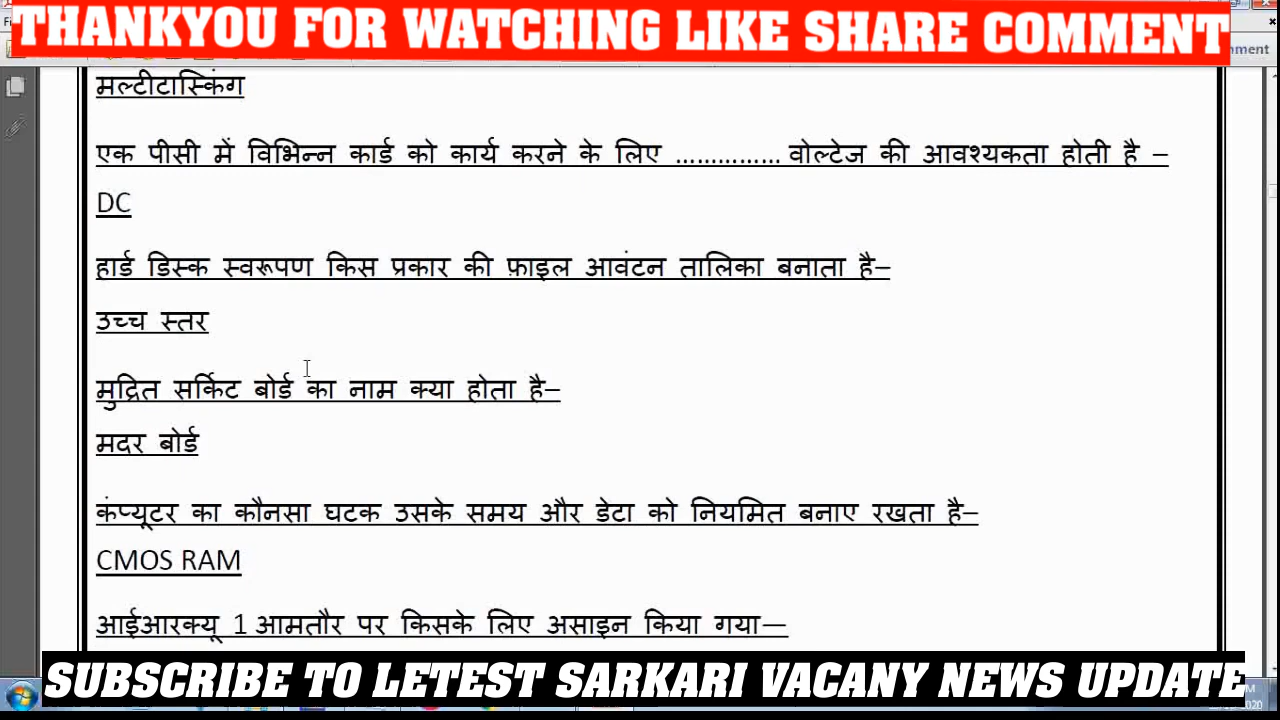 THANKYOU FOR WATCHING LIKE SHARE COMMENT
मल्टीटास्किंग
एक पीसी में विभिन्न कार्ड को कार्य करने के लिए …………… वोल्टेज की आवश्यकता होती है –
DC
हार्ड डिस्क स्वरूपण किस प्रकार की फ़ाइल आवंटन तालिका बनाता है–
उच्च स्तर
मुद्रित सर्किट बोर्ड का नाम क्या होता है–
मदर बोर्ड
कंप्यूटर का कौनसा घटक उसके समय और डेटा को नियमित बनाए रखता है–
CMOS RAM
आईआरक्यू 1 आमतौर पर किसके लिए असाइन किया गया—
SUBSCRIBE TO LETEST SARKARI VACANY NEWS UPDATE